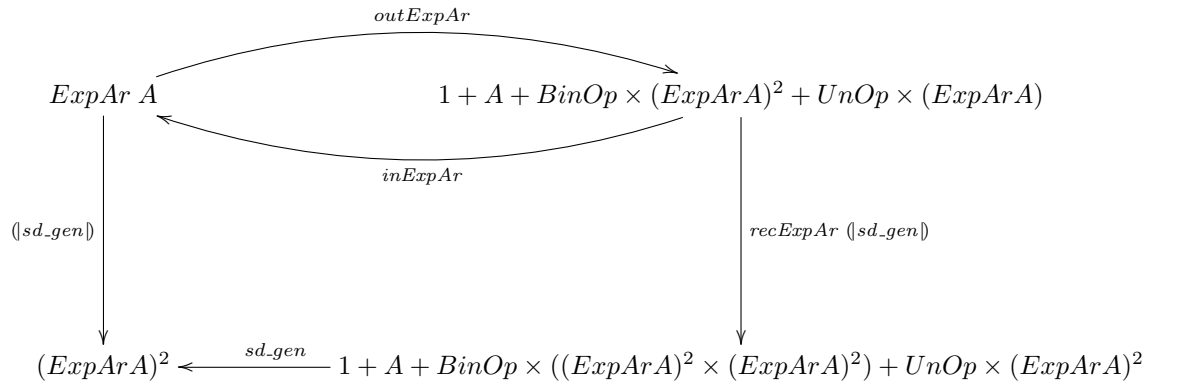 outExpAr
ExpAr A
1 + A + BinOp × (ExpArA)² + UnOp × (ExpArA)
inExpAr
(|sd_gen|)
recExpAr (|sd_gen|)
(ExpArA)²
sd_gen
1 + A + BinOp × ((ExpArA)² × (ExpArA)²) + UnOp × (ExpArA)²